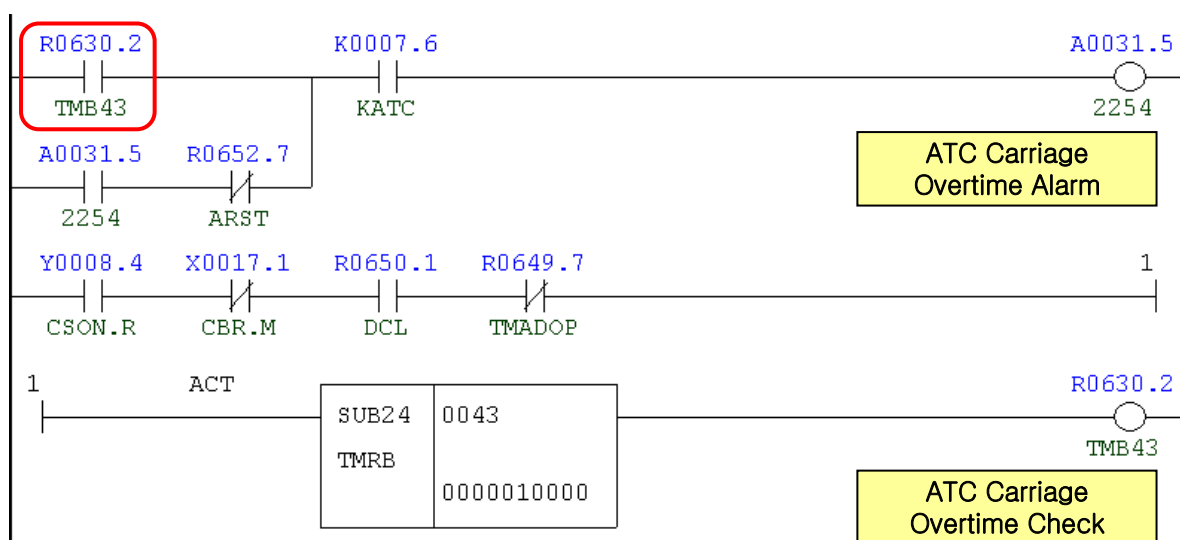 R0630.2 K0007.6 A0031.5
TMB43 KATC 2254
A0031.5 R0652.7
2254 ARST
ATC Carriage
Overtime Alarm
Y0008.4 X0017.1 R0650.1 R0649.7 1
CSON.R CBR.M DCL TMADOP
1 ACT R0630.2
SUB24 0043
TMRB
TMB43
0000010000
ATC Carriage
Overtime Check